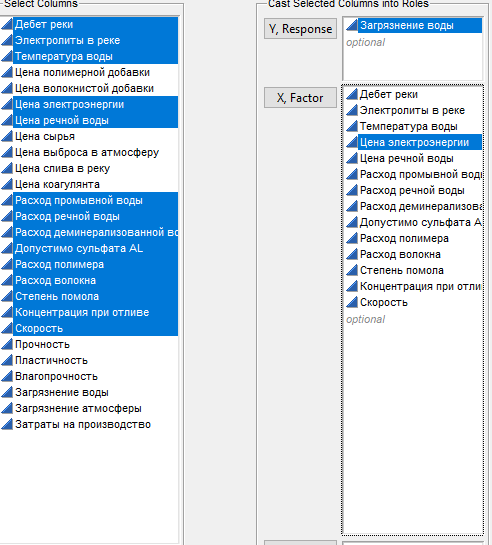 Select Columns
Дебет реки
Электролиты в реке
Температура воды
Цена полимерной добавки
Цена волокнистой добавки
Цена электроэнергии
Цена речной воды
Цена сырья
Цена выброса в атмосферу
Цена слива в реку
Цена коагулянта
Расход промывной воды
Расход речной воды
Расход деминерализованной во
Допустимо сульфата AL
Расход полимера
Расход волокна
Степень помола
Концентрация при отливе
Скорость
Прочность
Пластичность
Влагопрочность
Загрязнение воды
Загрязнение атмосферы
Затраты на производство
Cast Selected Columns into Roles
Y, Response
Загрязнение воды
optional
X, Factor
Дебет реки
Электролиты в реке
Температура воды
Цена электроэнергии
Цена речной воды
Расход промывной воды
Расход речной воды
Расход деминерализова
Допустимо сульфата A
Расход полимера
Расход волокна
Степень помола
Концентрация при отли
Скорость
optional